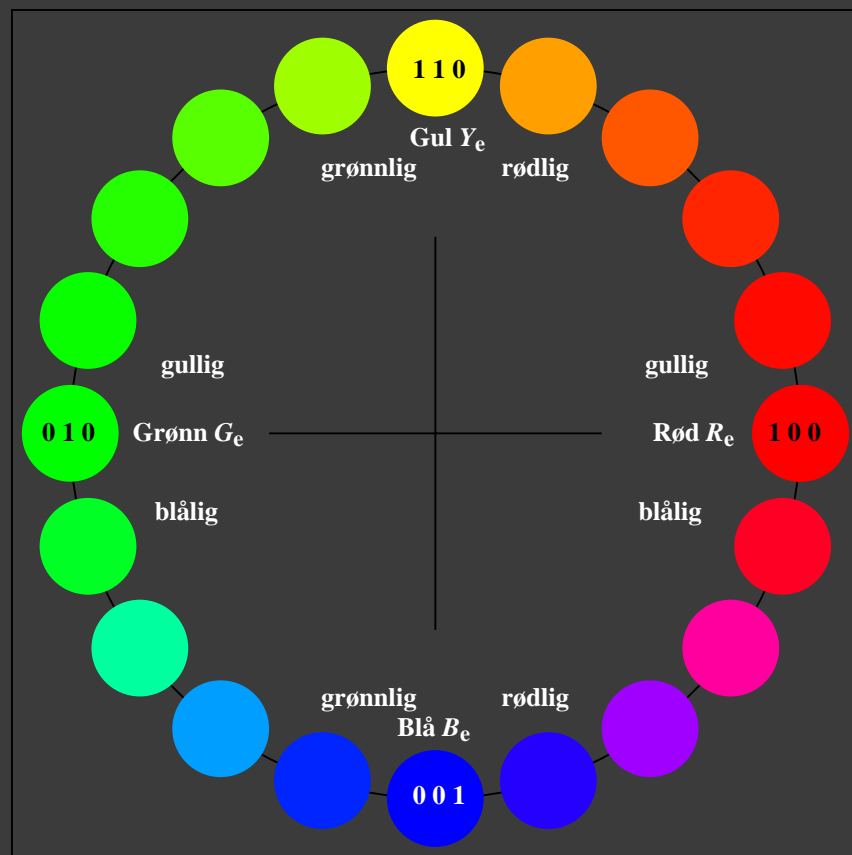 1 1 0
Gul Ye
grønnlig rødlig
gullig gullig
0 1 0 Grønn Ge Rød Re 1 0 0
blålig blålig
grønnlig rødlig
Blå Be
0 0 1